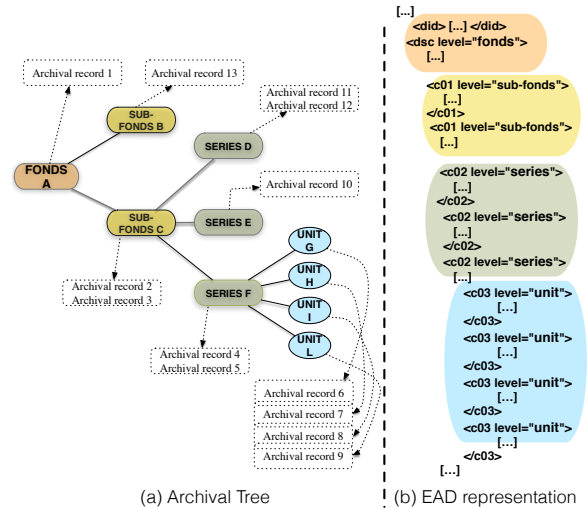 Archival record 1
Archival record 13
Archival record 11
Archival record 12
SUB-
FONDS B
SERIES D
FONDS
A
Archival record 10
SUB-
FONDS C
SERIES E
UNIT
G
UNIT
H
Archival record 2
Archival record 3
SERIES F
UNIT
I
UNIT
L
Archival record 4
Archival record 5
Archival record 6
Archival record 7
Archival record 8
Archival record 9
(a) Archival Tree
[...]
<did> [...] </did>
<dsc level="fonds">
[...]
<c01 level="sub-fonds">
[...]
</c01>
<c01 level="sub-fonds">
[...]
<c02 level="series">
[...]
</c02>
<c02 level="series">
[...]
</c02>
<c02 level="series">
[...]
<c03 level="unit">
[...]
</c03>
<c03 level="unit">
[...]
</c03>
<c03 level="unit">
[...]
</c03>
<c03 level="unit">
[...]
</c03>
[...]
(b) EAD representation